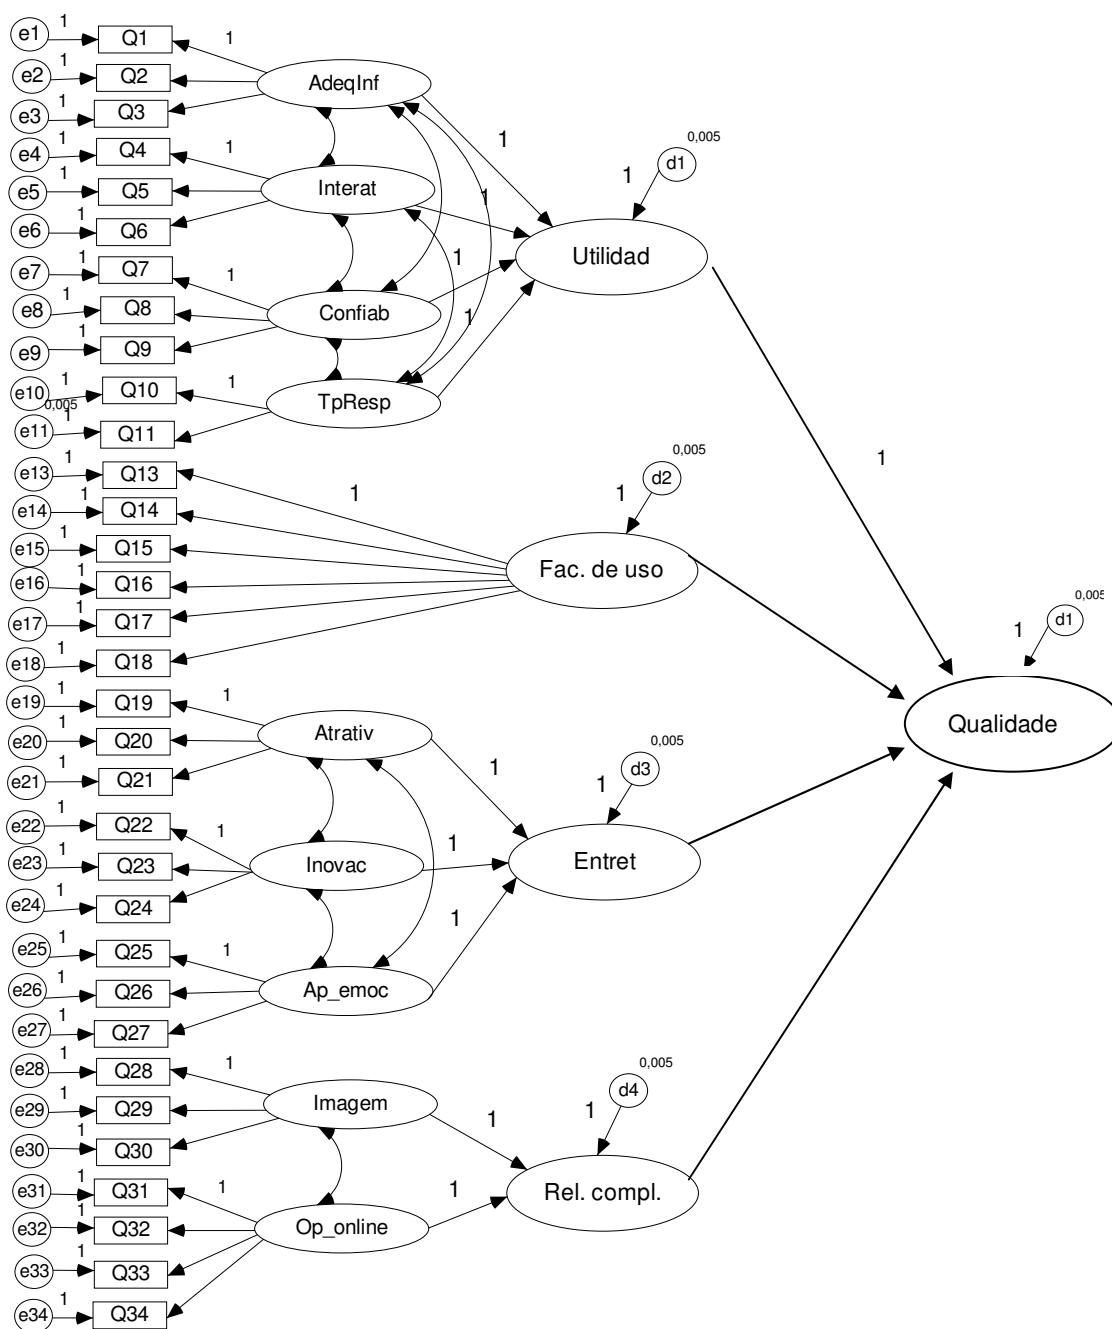 e1 1 Q1 1
e2 1 Q2 AdeqInf
e3 1 Q3
e4 1 Q4 1 1 0,005
e5 1 Q5 Interat 1 1 d1
e6 1 Q6
e7 1 Q7 1 1 Utilidad
e8 1 Q8 Confiab 1
e9 1 Q9
e10 1 Q10 1 TpResp
0,005
e11 1 Q11
e13 1 Q13 1 0,005
e14 1 Q14 1 d2 1
e15 1 Q15
e16 1 Q16 Fac. de uso
e17 1 Q17 0,005
e18 1 Q18 1 d1
e19 1 Q19 1
e20 1 Q20 Atrativ Qualidade
e21 1 Q21 1 0,005
e22 1 Q22 1 1 d3
e23 1 Q23 Inovac 1 Entret
e24 1 Q24
e25 1 Q25 1 1
e26 1 Q26 Ap_emoc
e27 1 Q27
e28 1 Q28 1 0,005
e29 1 Q29 Imagem 1 1 d4
e30 1 Q30
e31 1 Q31 1 1 Rel. compl.
e32 1 Q32 Op_online
e33 1 Q33
e34 1 Q34